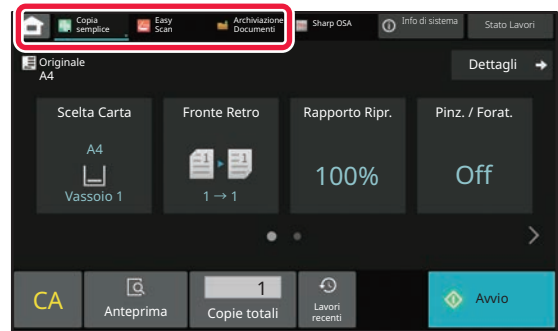 Copia
semplice
Easy
Scan
Archiviazione
Documenti
Sharp OSA
Info di sistema
Stato Lavori
Originale
A4
Dettagli
Scelta Carta
A4
Vassoio 1
Fronte Retro
1 → 1
Rapporto Ripr.
100%
Pinz. / Forat.
Off
CA
Anteprima
1
Copie totali
Lavori
recenti
Avvio